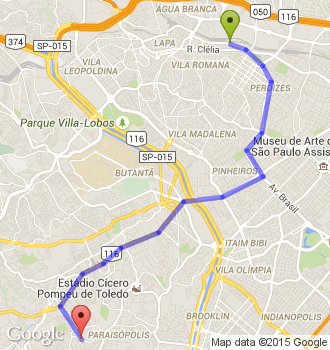 ÁGUA BRANCA
050
116
374
SP-015
LAPA
R. Clélia
VILA LEOPOLDINA
VILA ROMANA
PERDIZES
Parque Villa-Lobos
116
VILA MADALENA
Museu de Arte d
São Paulo Assis
SP-015
BUTANTÃ
PINHEIROS
Av. Brasil
116
ITAIM BIBI
VILA OLÍMPIA
Estádio Cícero
Pompeu de Toledo
BROOKLIN
Indianópolis
PARAISÓPOLIS
Google
Map data ©2015 Google